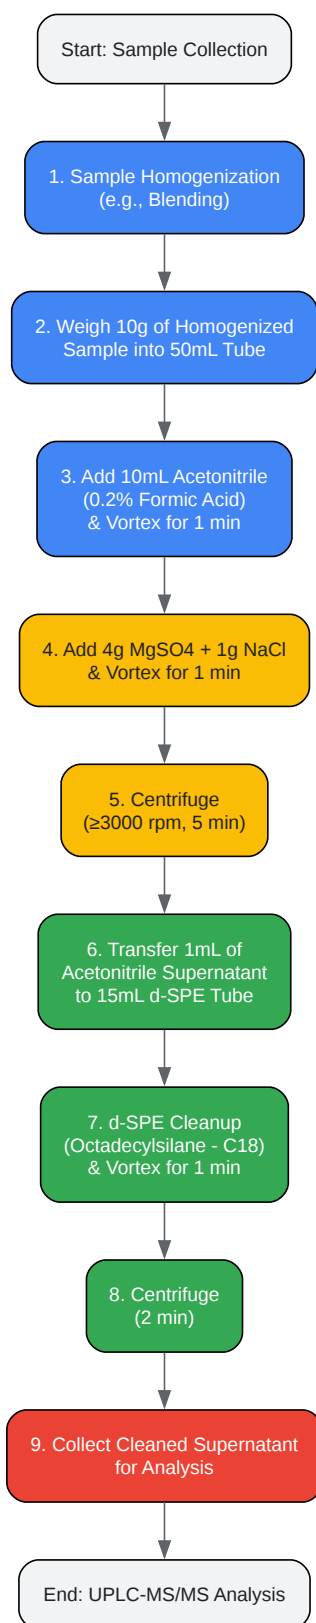 Start: Sample Collection
1. Sample Homogenization
(e.g., Blending)
2. Weigh 10g of Homogenized
Sample into 50mL Tube
3. Add 10mL Acetonitrile
(0.2% Formic Acid)
& Vortex for 1 min
4. Add 4g MgSO4 + 1g NaCl
& Vortex for 1 min
5. Centrifuge
(≥3000 rpm, 5 min)
6. Transfer 1mL of
Acetonitrile Supernatant
to 15mL d-SPE Tube
7. d-SPE Cleanup
(Octadecylsilane - C18)
& Vortex for 1 min
8. Centrifuge
(2 min)
9. Collect Cleaned Supernatant
for Analysis
End: UPLC-MS/MS Analysis